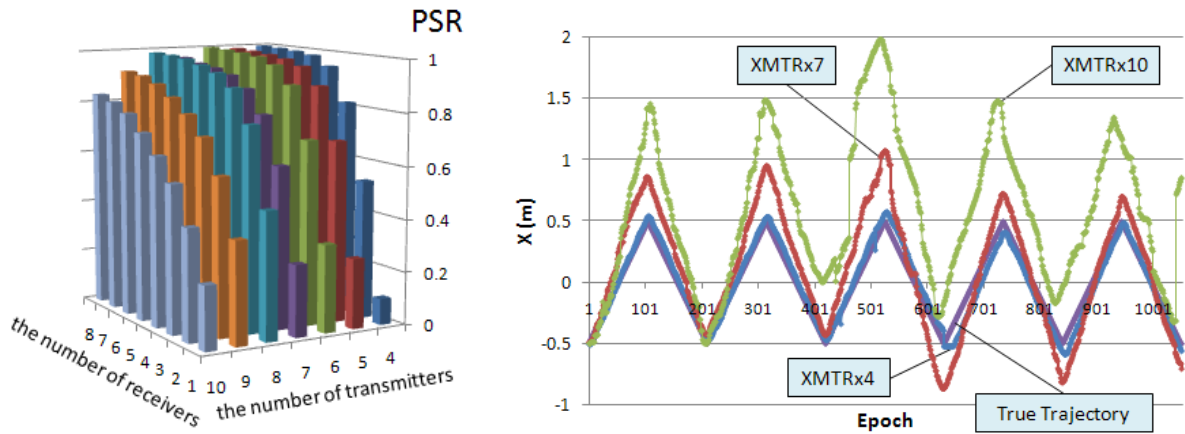 PSR
1
0.8
0.6
0.4
0.2
0
8 7 6 5 4 3 2 1
the number of receivers
10 9 8 7 6 5 4
the number of transmitters
2
1.5
1
0.5
0
-0.5
-1
X (m)
XMTRx7
XMTRx10
1 101 201 301 401 501 601 701 801 901 1001
XMTRx4
True Trajectory
Epoch